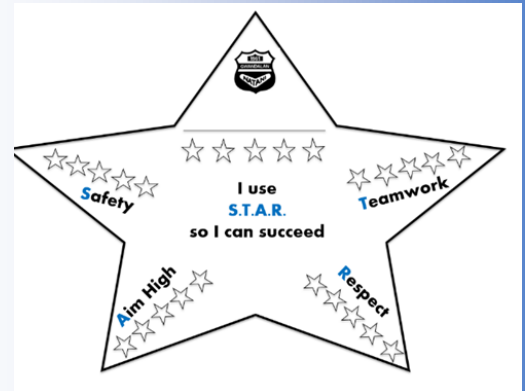 Safety
I use
S.T.A.R.
so I can succeed
Teamwork
Aim High
Respect